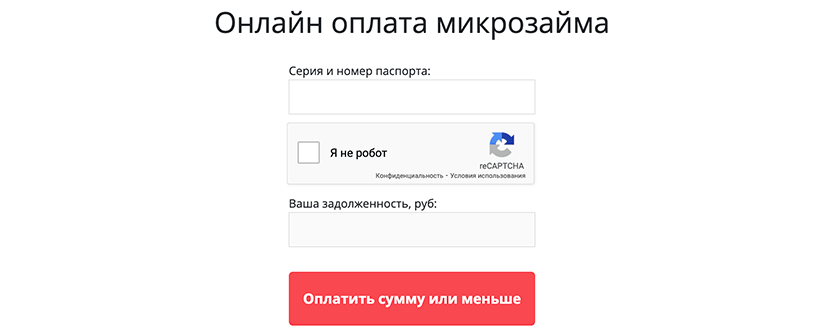 Онлайн оплата микрозайма
Серия и номер паспорта:
Я не робот
reCAPTCHA
Конфиденциальность - Условия использования
Ваша задолженность, руб:
Оплатить сумму или меньше